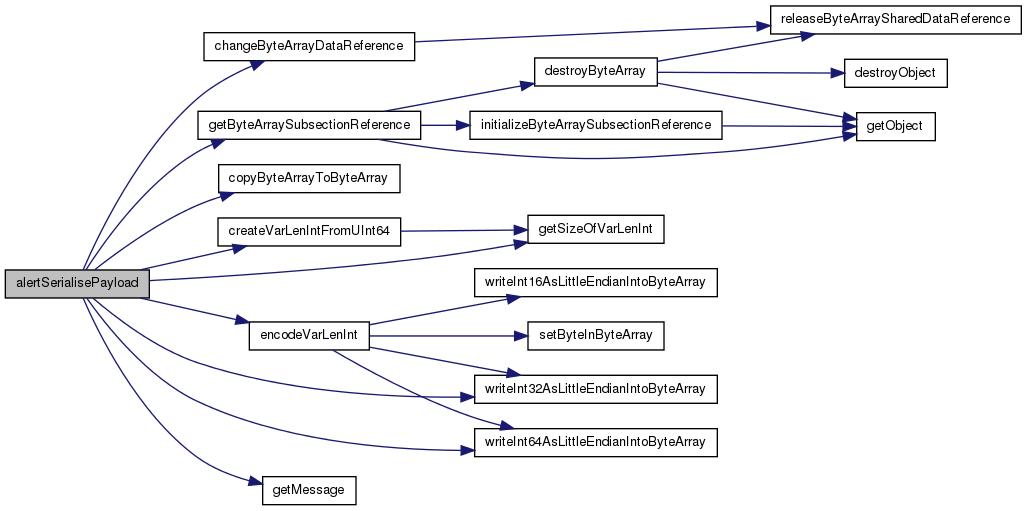 releaseByteArraySharedDataReference
changeByteArrayDataReference
destroyByteArray
destroyObject
getByteArraySubsectionReference
initializeByteArraySubsectionReference
getObject
copyByteArrayToByteArray
createVarLenIntFromUInt64
getSizeOfVarLenInt
alertSerialisePayload
writeInt16AsLittleEndianIntoByteArray
encodeVarLenInt
setByteInByteArray
writeInt32AsLittleEndianIntoByteArray
writeInt64AsLittleEndianIntoByteArray
getMessage